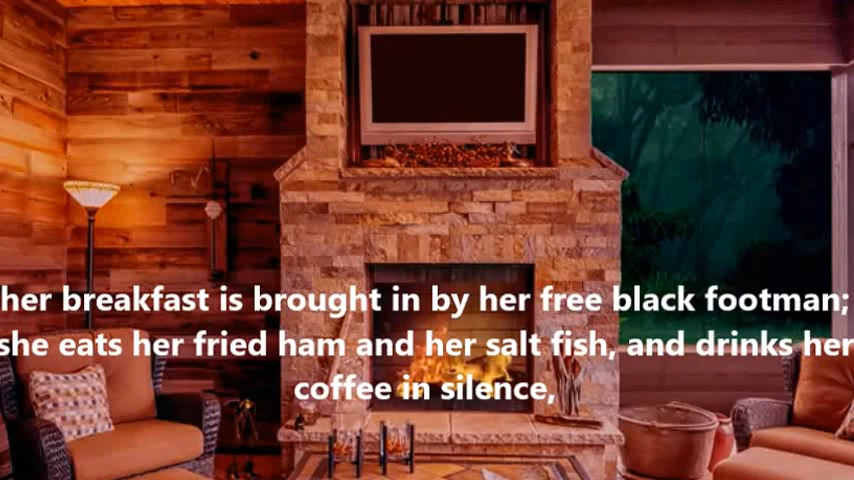 her breakfast is brought in by her free black footman;
she eats her fried ham and her salt fish, and drinks her
coffee in silence,